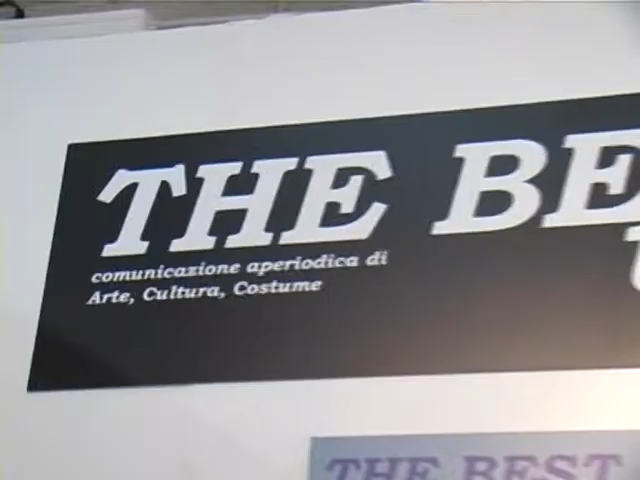 THE BE
comunicazione aperiodica di
Arte, Cultura, Costume
THE BEST